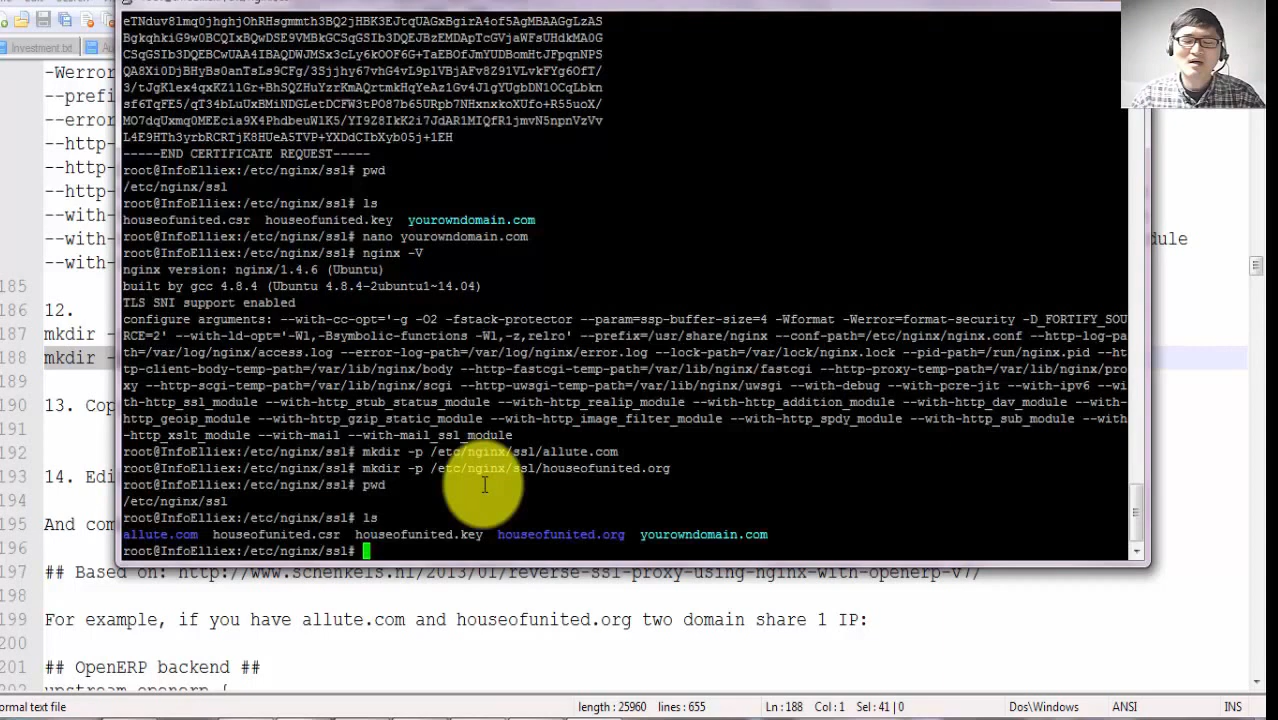 Investment.txt
eTNduv8lmq0jhghjOhRHsgmmth3BQ2jHBK3EJtqUAGxBgirA4of5AgMBAAGgLzAS
BgkqhkiG9w0BCQIxBQwDSE9VMBkGCSqGSIb3DQEJBzEMDApTcGVjaWFsUHdkMA0G
CSqGSIb3DQEBCwUAA4IBAQDWJMSx3cLy6kOOF6G+TaEBOfJmYUDBomHtJFpqnNPS
QA8Xi0DjBHyBs0anTsLs9CFg/3Sjjhy67vhG4vL9plVBjAFv8Z91VLvkFYg6OfT/
3/tJgKlex4qxKZ1lGr+BhSQZHuYzrKmAQrtmkHqYeAz1Gv4JlgYUgbDN1OCqLbkn
sf6TqFE5/qT34bLuUxBMiNDGLetDCFW3tPO87b65URpb7NHxnxkoXUfo+R55uoX/
MO7dqUxmq0MEEcia9X4PhdbeuWlK5/YI9Z8IK6i27JdAR1MIQfR1jmvN5npnVzVv
L4E9HTh3yrbRCRTjK8HUeA5TVP+YXDdCIbXyb05j+1EH
-----END CERTIFICATE REQUEST-----
root@InfoElliex:/etc/nginx/ssl# pwd
/etc/nginx/ssl
root@InfoElliex:/etc/nginx/ssl# ls
houseofunited.csr houseofunited.key yourowndomain.com
root@InfoElliex:/etc/nginx/ssl# nano yourowndomain.com
root@InfoElliex:/etc/nginx/ssl# nginx -V
nginx version: nginx/1.4.6 (Ubuntu)
built by gcc 4.8.4 (Ubuntu 4.8.4-2ubuntu1~14.04)
TLS SNI support enabled
configure arguments: --with-cc-opt='-g -O2 -fstack-protector --param=ssp-buffer-size=4 -Wformat -Werror=format-security -D_FORTIFY_SOU
RCE=2' --with-ld-opt='-Wl,-Bsymbolic-functions -Wl,-z,relro' --prefix=/usr/share/nginx --conf-path=/etc/nginx/nginx.conf --http-log-pa
th=/var/log/nginx/access.log --error-log-path=/var/log/nginx/error.log --lock-path=/var/lock/nginx.lock --pid-path=/run/nginx.pid --ht
tp-client-body-temp-path=/var/lib/nginx/body --http-fastcgi-temp-path=/var/lib/nginx/fastcgi --http-proxy-temp-path=/var/lib/nginx/pro
xy --http-scgi-temp-path=/var/lib/nginx/scgi --http-uwsgi-temp-path=/var/lib/nginx/uwsgi --with-debug --with-pcre-jit --with-ipv6 --wi
th-http_ssl_module --with-http_stub_status_module --with-http_realip_module --with-http_addition_module --with-http_dav_module --with-
http_geoip_module --with-http_gzip_static_module --with-http_image_filter_module --with-http_spdy_module --with-http_sub_module --with
-http_xslt_module --with-mail --with-mail_ssl_module
root@InfoElliex:/etc/nginx/ssl# mkdir -p /etc/nginx/ssl/allute.com
root@InfoElliex:/etc/nginx/ssl# mkdir -p /etc/nginx/ssl/houseofunited.org
root@InfoElliex:/etc/nginx/ssl# pwd
/etc/nginx/ssl
root@InfoElliex:/etc/nginx/ssl# ls
allute.com houseofunited.csr houseofunited.key houseofunited.org yourowndomain.com
root@InfoElliex:/etc/nginx/ssl#
-Werro
--prefi
--error
--http-
--http-
--http-
--with-
--with-
dule
--with-
185
186 12.
187 mkdir -
188 mkdir -
189
190 13. Cop
191
192
193 14. Edi
194
195 And com
196
197 ## Based on: http://www.schenkels.nl/2013/01/reverse-ssl-proxy-using-nginx-with-openerp-v7/
198
199 For example, if you have allute.com and houseofunited.org two domain share 1 IP:
200
201 ## OpenERP backend ##
202 upstream openerp {
ormal text file length : 25960 lines : 655 Ln : 188 Col : 1 Sel : 41 | 0 Dos\Windows ANSI INS